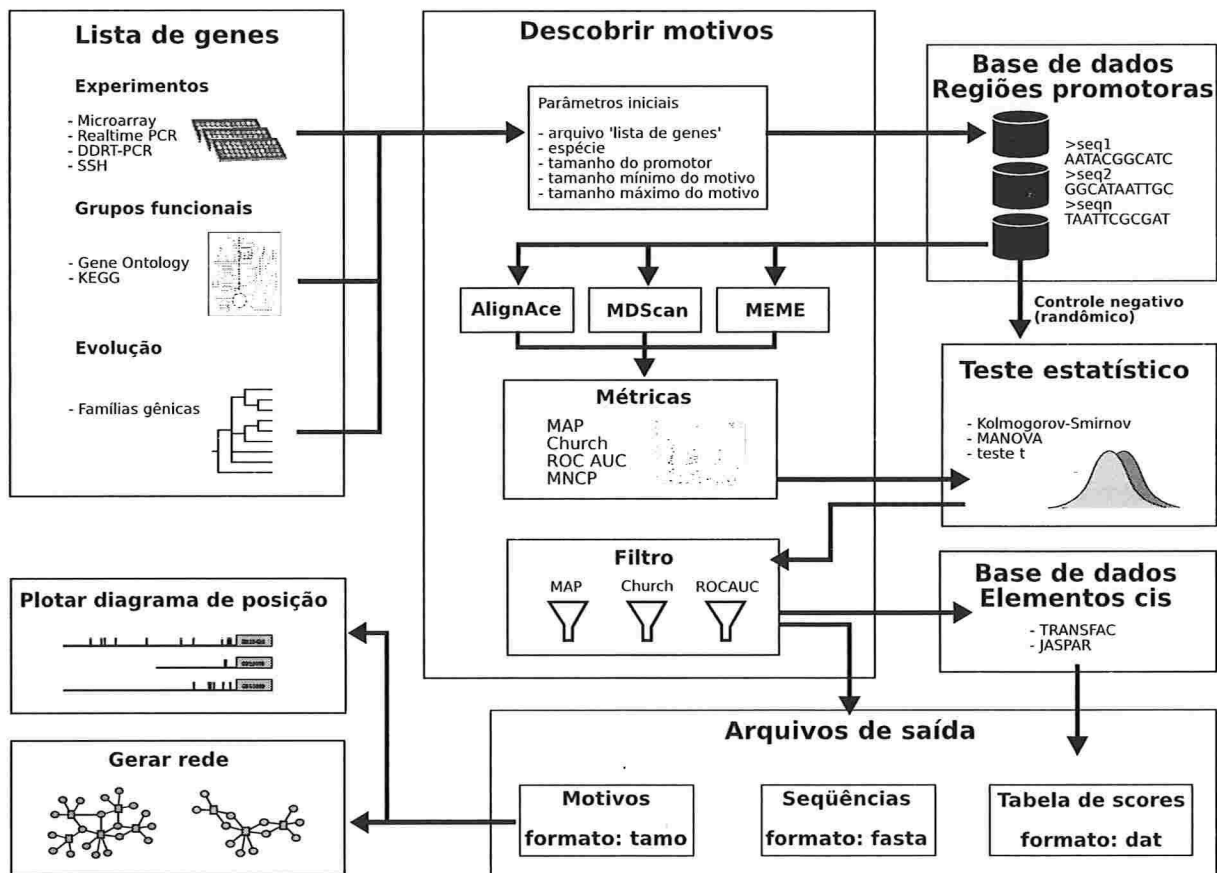 Lista de genes
Experimentos
- Microarray
- Realtime PCR
- DDRT-PCR
- SSH
Grupos funcionais
- Gene Ontology
- KEGG
Evolução
- Famílias gênicas
Descobrir motivos
Parâmetros iniciais
- arquivo 'lista de genes'
- espécie
- tamanho do promotor
- tamanho mínimo do motivo
- tamanho máximo do motivo
AlignAce
MDScan
MEME
Métricas
MAP
Church
ROC AUC
MNCP
Filtro
MAP
Church
ROCAUC
Base de dados
Regiões promotoras
>seq1
AATACGGCATC
>seq2
GGCATAATTGC
>seqn
TAATTCGCGAT
Controle negativo
(randômico)
Teste estatístico
- Kolmogorov-Smirnov
- MANOVA
- teste t
Base de dados
Elementos cis
- TRANSFAC
- JASPAR
Plotar diagrama de posição
Gerar rede
Arquivos de saída
Motivos
formato: tamo
Seqüências
formato: fasta
Tabela de scores
formato: dat